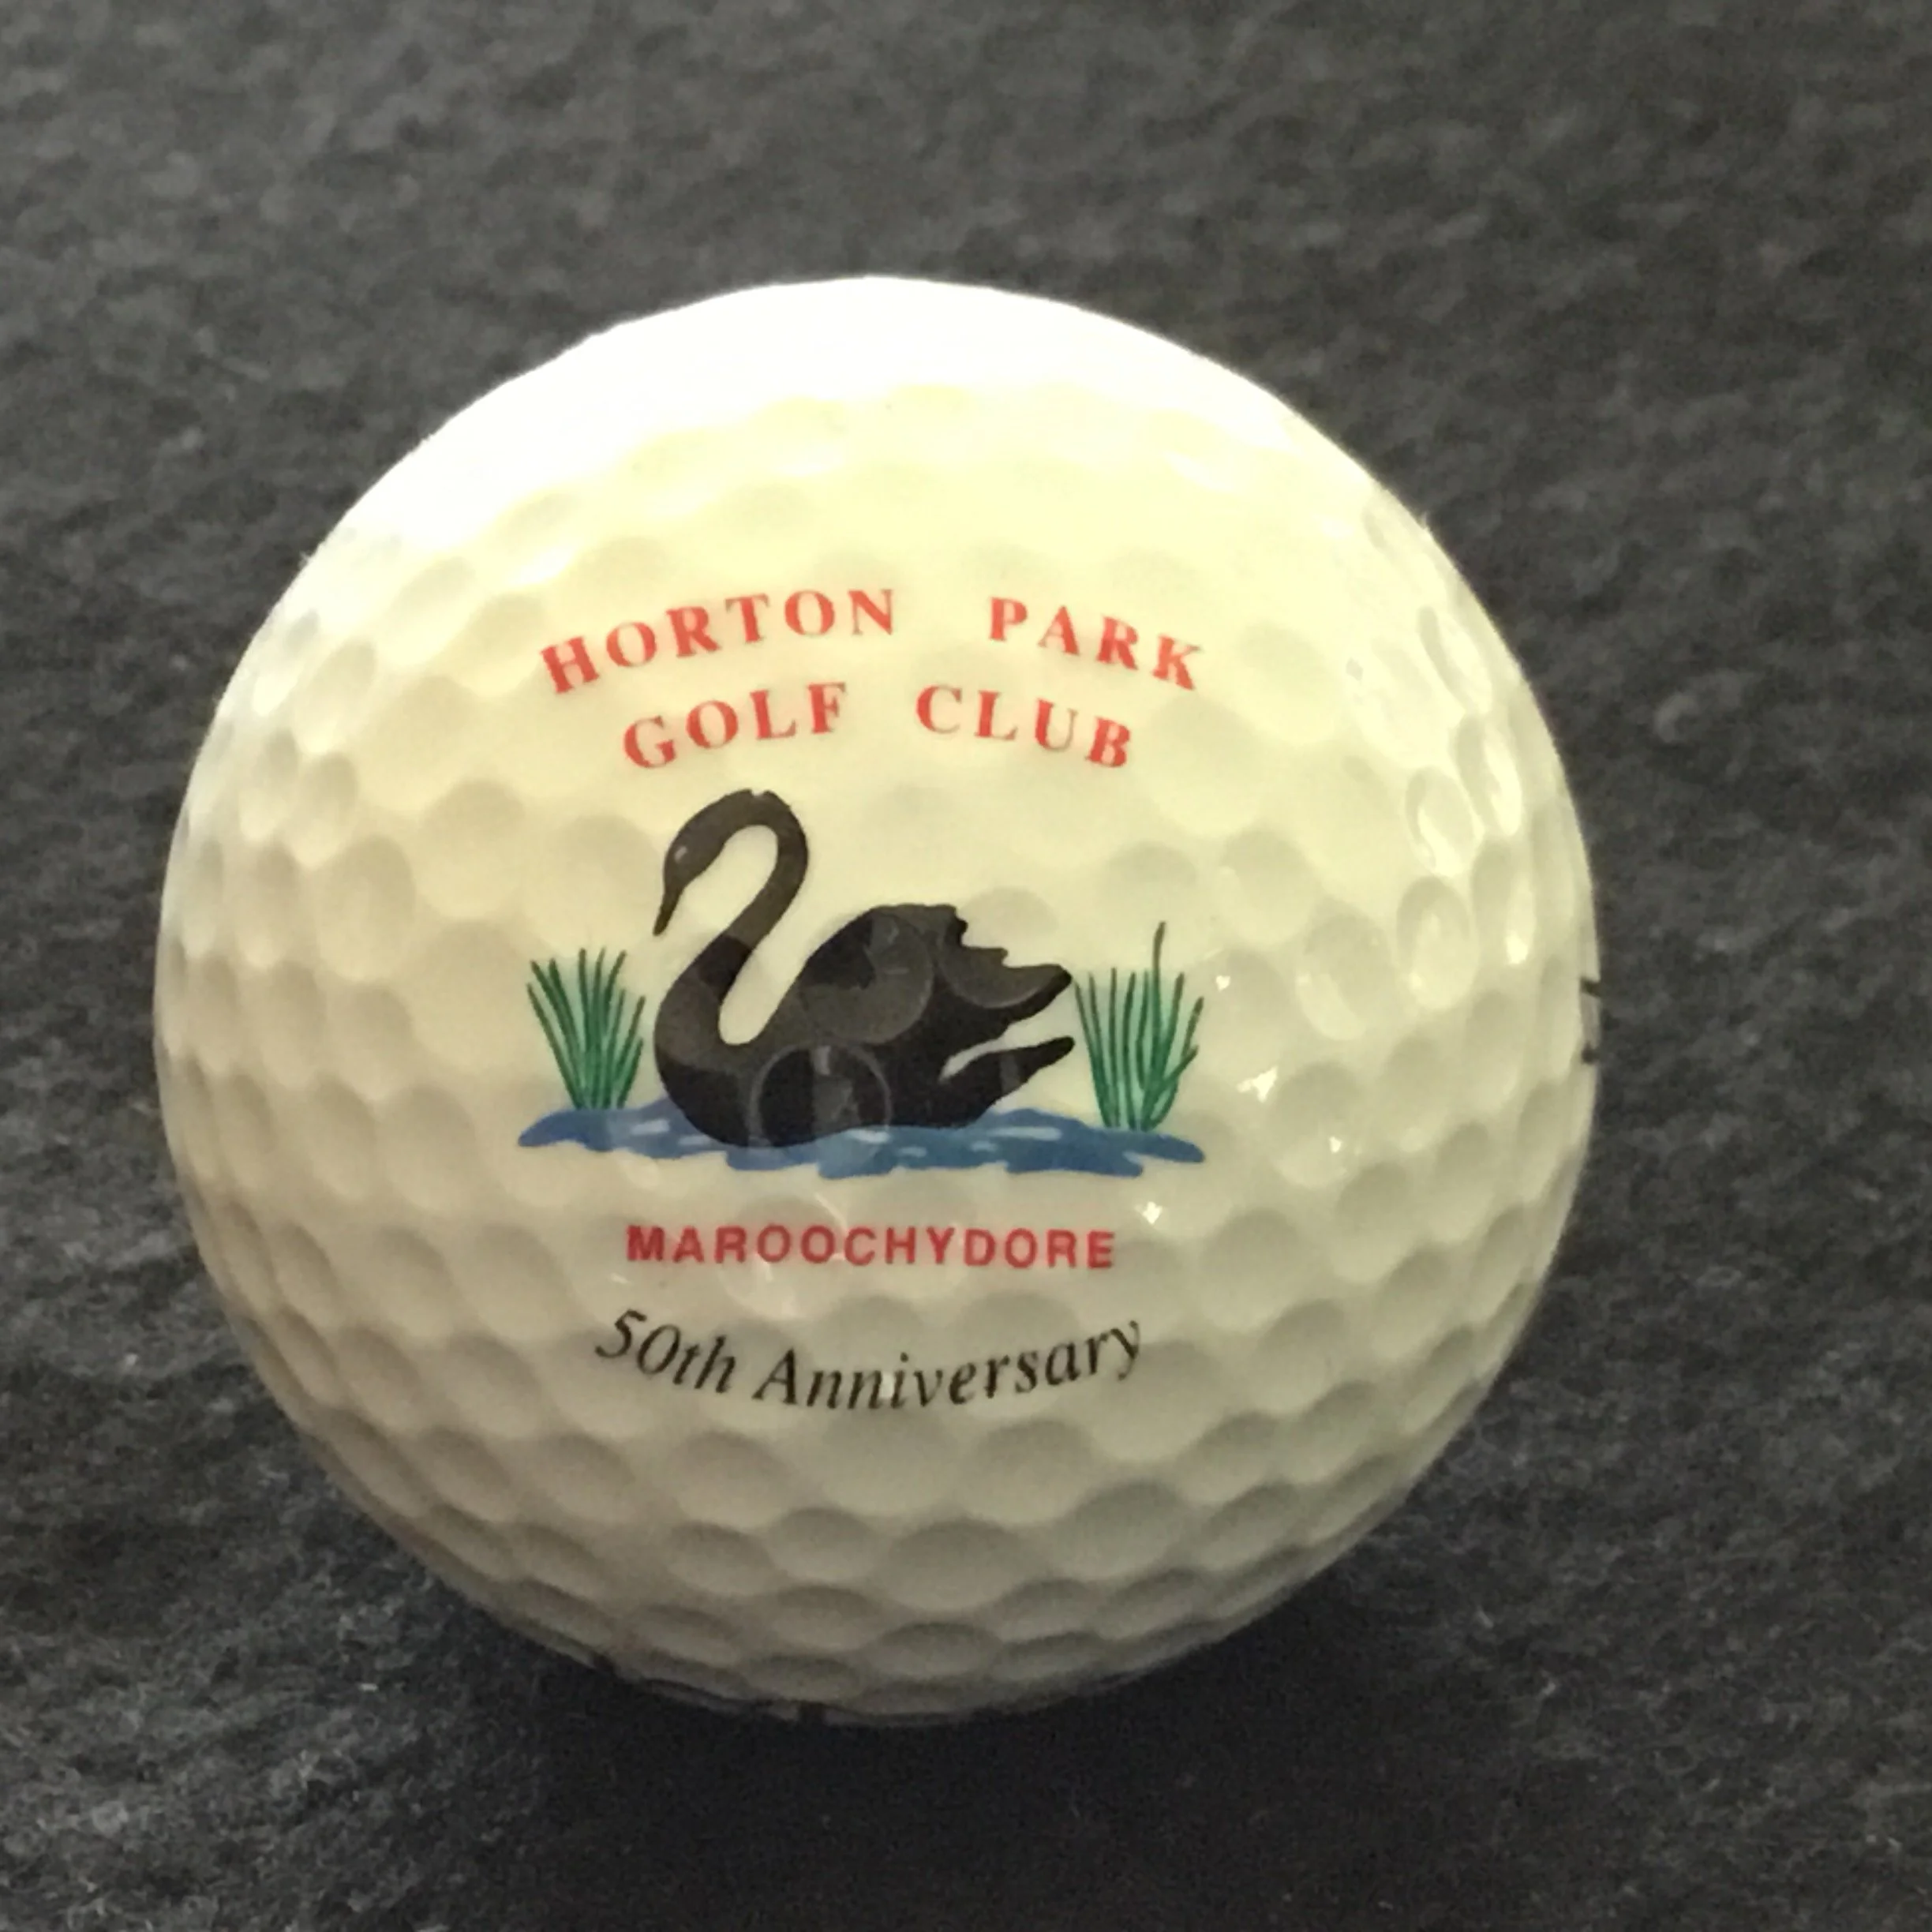 HORTON PARK
GOLF CLUB
MAROOCHYDORE
50th Anniversary